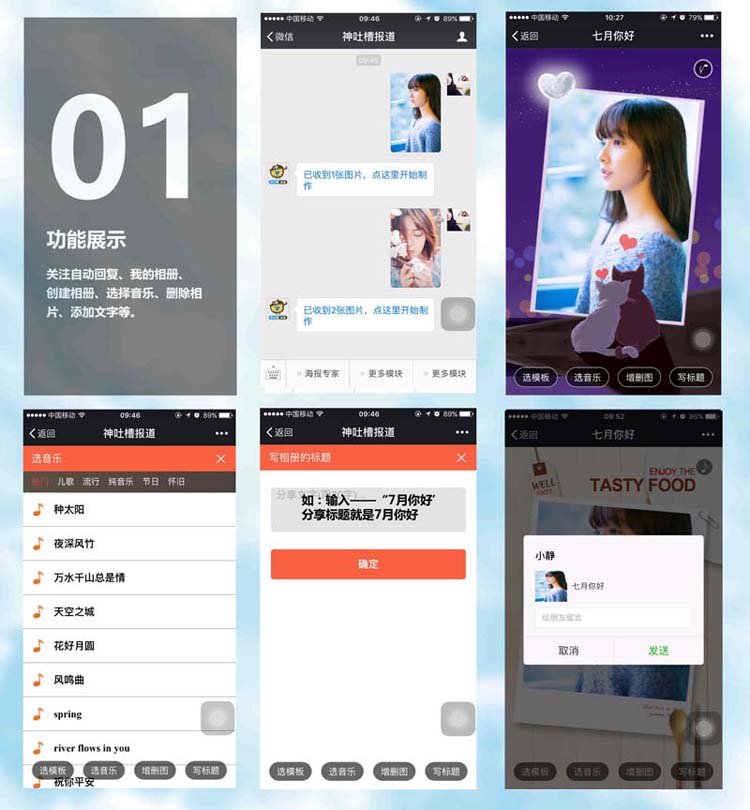 01
功能展示
关注自动回复、我的相册、
创建相册、选择音乐、删除相
片、添加文字等。
中国移动 09:46 89%
微信 神吐槽报道
09:45
已收到1张图片，点这里开始制
作
已收到2张图片，点这里开始制
作
海报专家 更多模块 更多模块
中国移动 10:27 79%
返回 七月你好
选模板 选音乐 增删图 写标题
中国移动 09:46 89%
返回 神吐槽报道
选音乐
热门 儿歌 流行 纯音乐 节日 怀旧
种太阳
夜深风竹
万水千山总是情
天空之城
花好月圆
风鸣曲
spring
river flows in you
祝你平安
选模板 选音乐 增删图 写标题
中国移动 09:46 89%
返回 神吐槽报道
写相册的标题
如：输入——“7月你好’
分享标题就是7月你好
确定
选模板 选音乐 增删图 写标题
中国移动 09:52 86%
返回 七月你好
ENJOY THE
WELL
TASTY FOOD
小静
七月你好
给朋友留言
取消 发送
选模板 选音乐 增删图 写标题